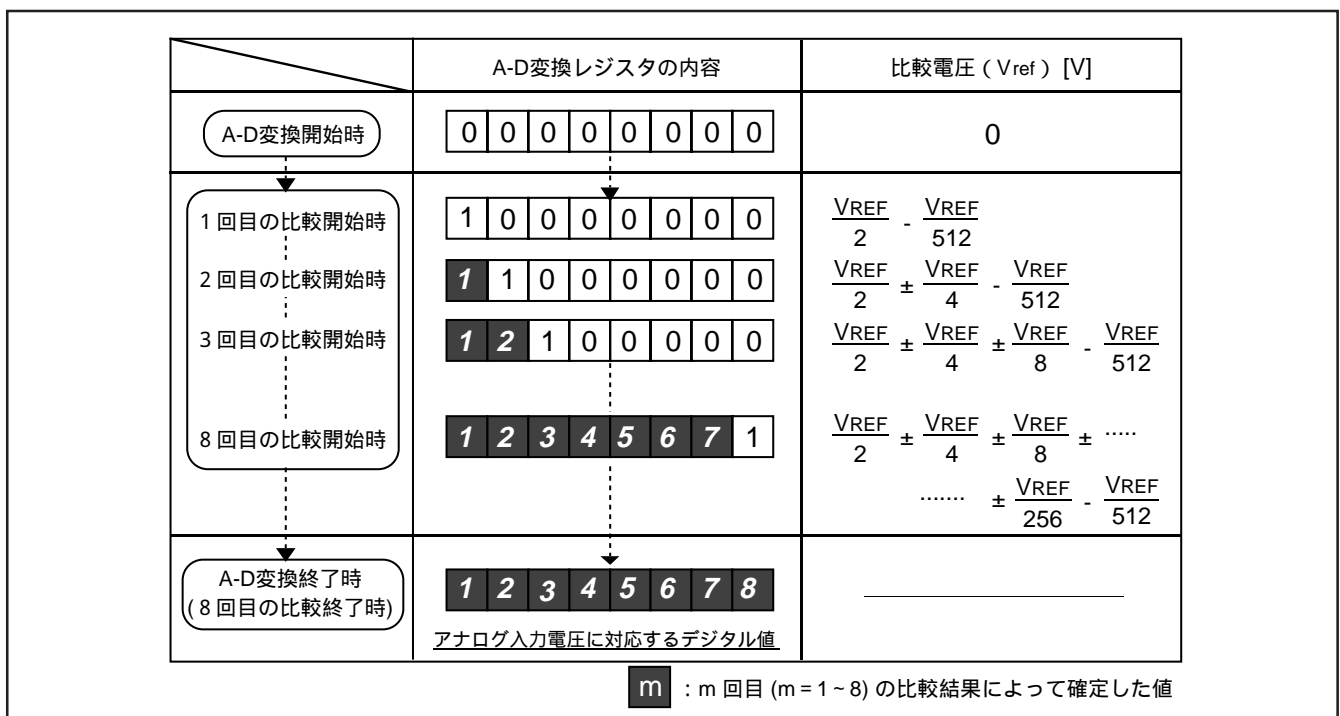 A-D変換レジスタの内容 比較電圧 ( Vref ) [V]
A-D変換開始時 0 0 0 0 0 0 0 0 0
1 回目の比較開始時 1 0 0 0 0 0 0 0 VREF/2 - VREF/512
2 回目の比較開始時 1 1 0 0 0 0 0 0 VREF/2 ± VREF/4 - VREF/512
3 回目の比較開始時 1 2 1 0 0 0 0 0 VREF/2 ± VREF/4 ± VREF/8 - VREF/512
8 回目の比較開始時 1 2 3 4 5 6 7 1 VREF/2 ± VREF/4 ± VREF/8 ± .....
....... ± VREF/256 - VREF/512
A-D変換終了時 1 2 3 4 5 6 7 8
( 8 回目の比較終了時)
アナログ入力電圧に対応するデジタル値
m : m 回目 (m = 1 ~ 8) の比較結果によって確定した値